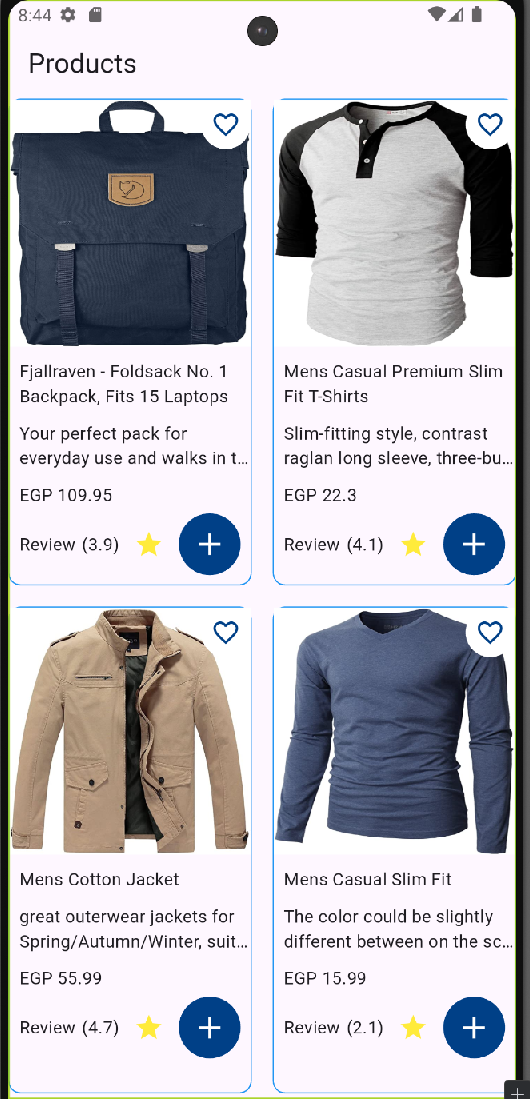 8:44
Products
Fjallraven - Foldsack No. 1
Backpack, Fits 15 Laptops
Your perfect pack for
everyday use and walks in t...
EGP 109.95
Review (3.9)
Mens Casual Premium Slim
Fit T-Shirts
Slim-fitting style, contrast
raglan long sleeve, three-bu...
EGP 22.3
Review (4.1)
Mens Cotton Jacket
great outerwear jackets for
Spring/Autumn/Winter, suit...
EGP 55.99
Review (4.7)
Mens Casual Slim Fit
The color could be slightly
different between on the sc...
EGP 15.99
Review (2.1)